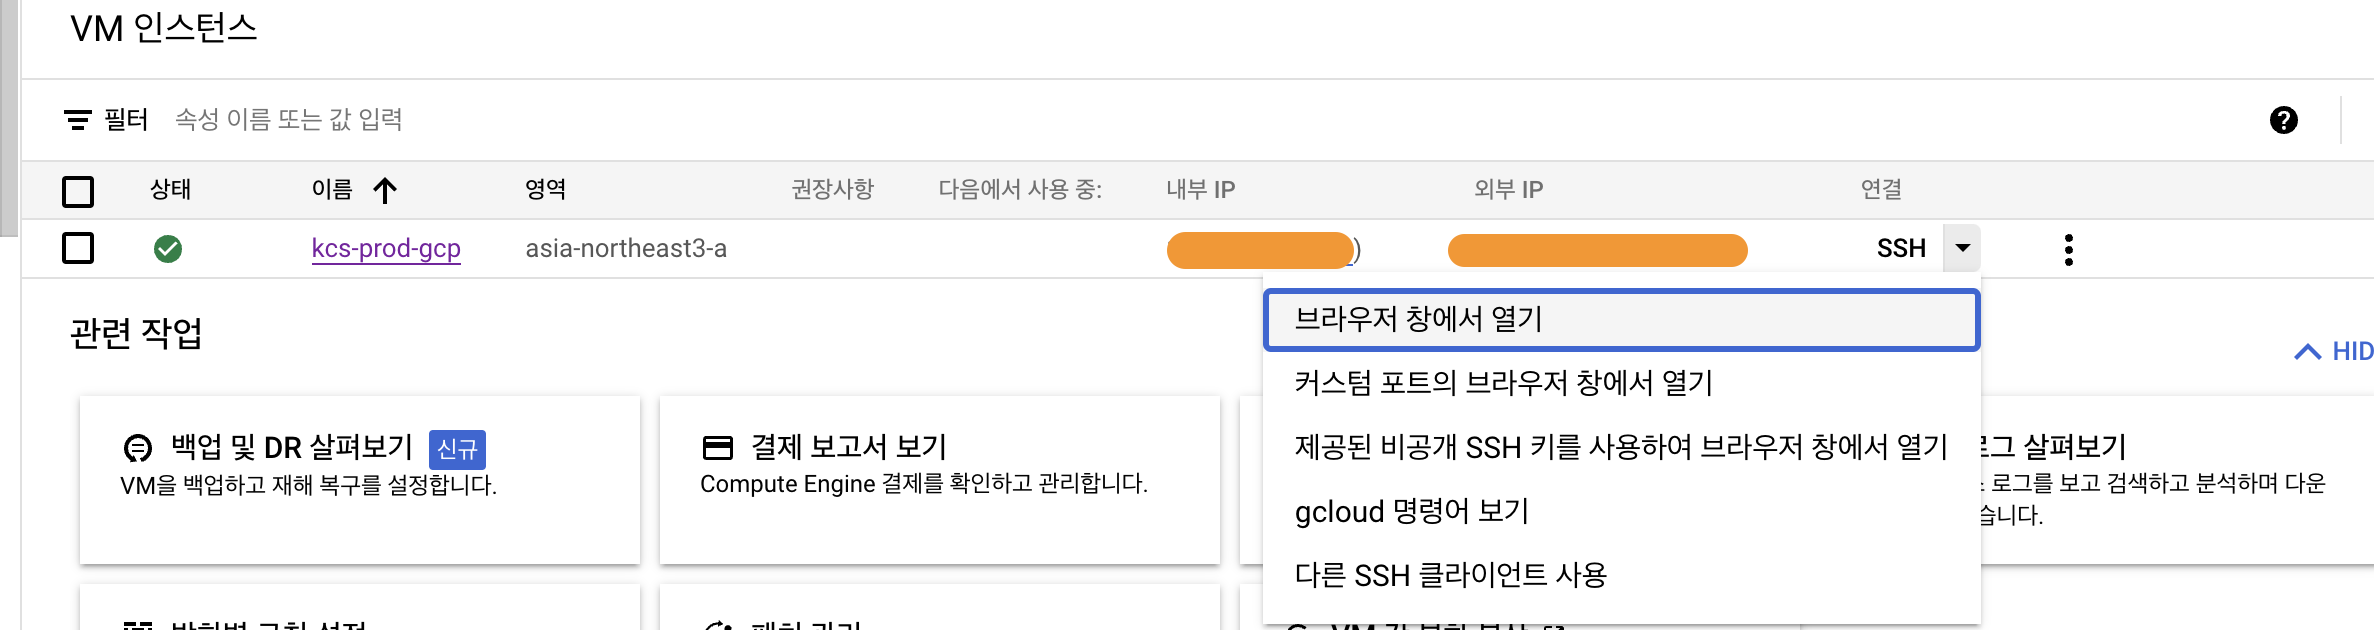 VM 인스턴스
필터 속성 이름 또는 값 입력
상태 이름 영역 권장사항 다음에서 사용 중: 내부 IP 외부 IP 연결
kcs-prod-gcp asia-northeast3-a ) SSH
브라우저 창에서 열기
커스텀 포트의 브라우저 창에서 열기
제공된 비공개 SSH 키를 사용하여 브라우저 창에서 열기
gcloud 명령어 보기
다른 SSH 클라이언트 사용
관련 작업
HID
백업 및 DR 살펴보기 신규
VM을 백업하고 재해 복구를 설정합니다.
결제 보고서 보기
Compute Engine 결제를 확인하고 관리합니다.
로그 살펴보기
로그를 보고 검색하고 분석하며 다운
습니다.